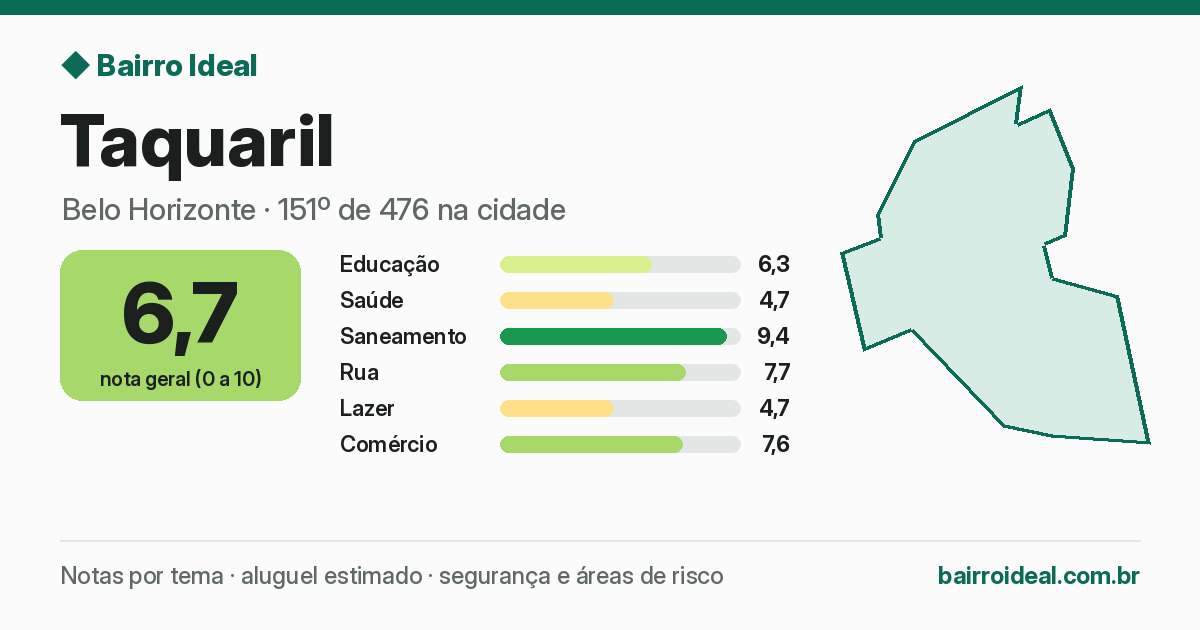 Bairro Ideal
Taquaril
Belo Horizonte · 151º de 476 na cidade
6,7
nota geral (0 a 10)
Educação 6,3
Saúde 4,7
Saneamento 9,4
Rua 7,7
Lazer 4,7
Comércio 7,6
Notas por tema · aluguel estimado · segurança e áreas de risco
bairroideal.com.br